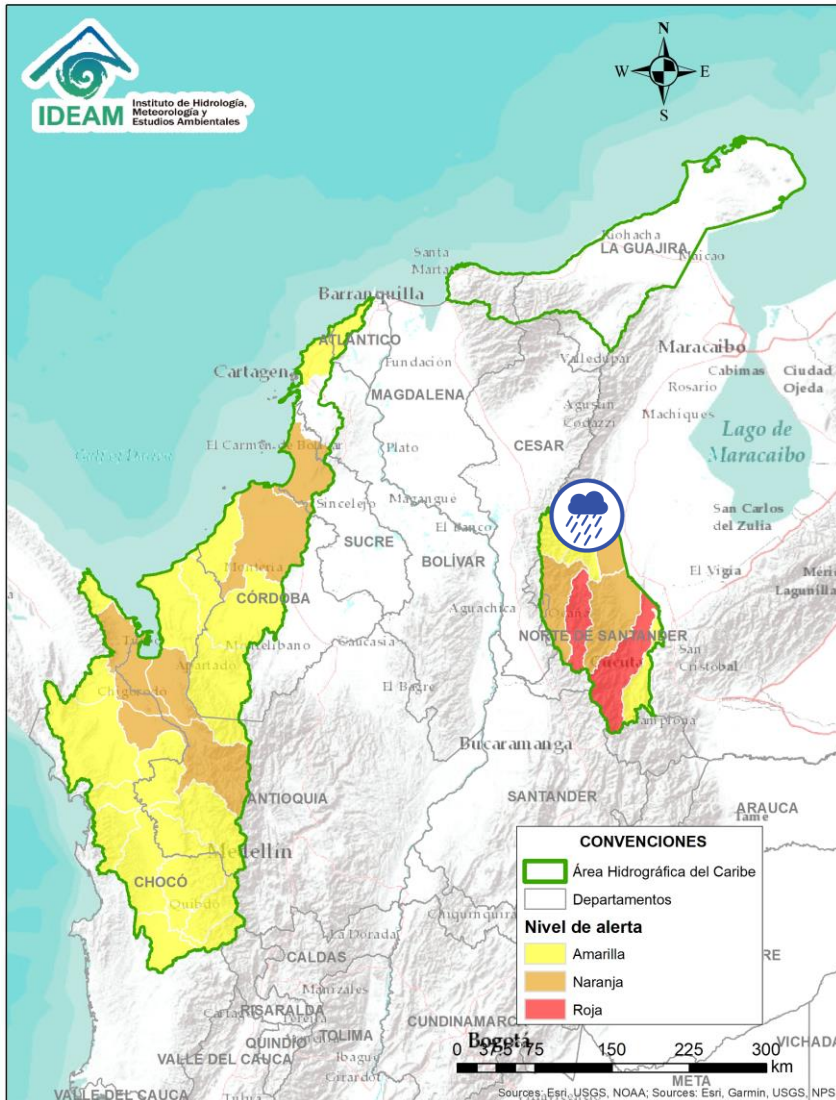 IDEAM
Instituto de Hidrología,
Meteorología y
Estudios Ambientales
N
W
E
S
Riohacha
LA GUAJIRA
Maicao
Santa
Marta
Barranquilla
ATLÁNTICO
Cartagena
Fundación
Valledupar
Maracaibo
Cabimas
Ciudad
Ojeda
Rosario
MAGDALENA
Agustín
Codazzi
Machiques
Lago de
Maracaibo
El Carmen de Bolívar
Plato
CESAR
Sincelejo
Magangué
San Carlos
del Zulia
SUCRE
El Banco
BOLÍVAR
Montería
El Vigía
CÓRDOBA
Aguachica
Ocaña
NORTE DE SANTANDER
Montelíbano
Caucasia
Cúcuta
San
Cristóbal
Apartadó
Chigorodó
El Bagre
Pamplona
Bucaramanga
ANTIOQUIA
SANTANDER
ARAUCA
Tame
Medellín
CHOCÓ
Quibdó
Chiquinquirá
La Dorada
CALDAS
Manizales
RISARALDA
Pereira
CUNDINAMARC
Bogotá
QUINDÍO
TOLIMA
VALLE DEL CAUCA
Ibagué
Girardot
VICHADA
META
VALLE DEL CAUCA
Tuluá
CONVENCIONES
Área Hidrográfica del Caribe
Departamentos
Nivel de alerta
Amarilla
Naranja
Roja
0 37,5 75 150 225 300
km
Sources: Esri, USGS, NOAA; Sources: Esri, Garmin, USGS, NPS